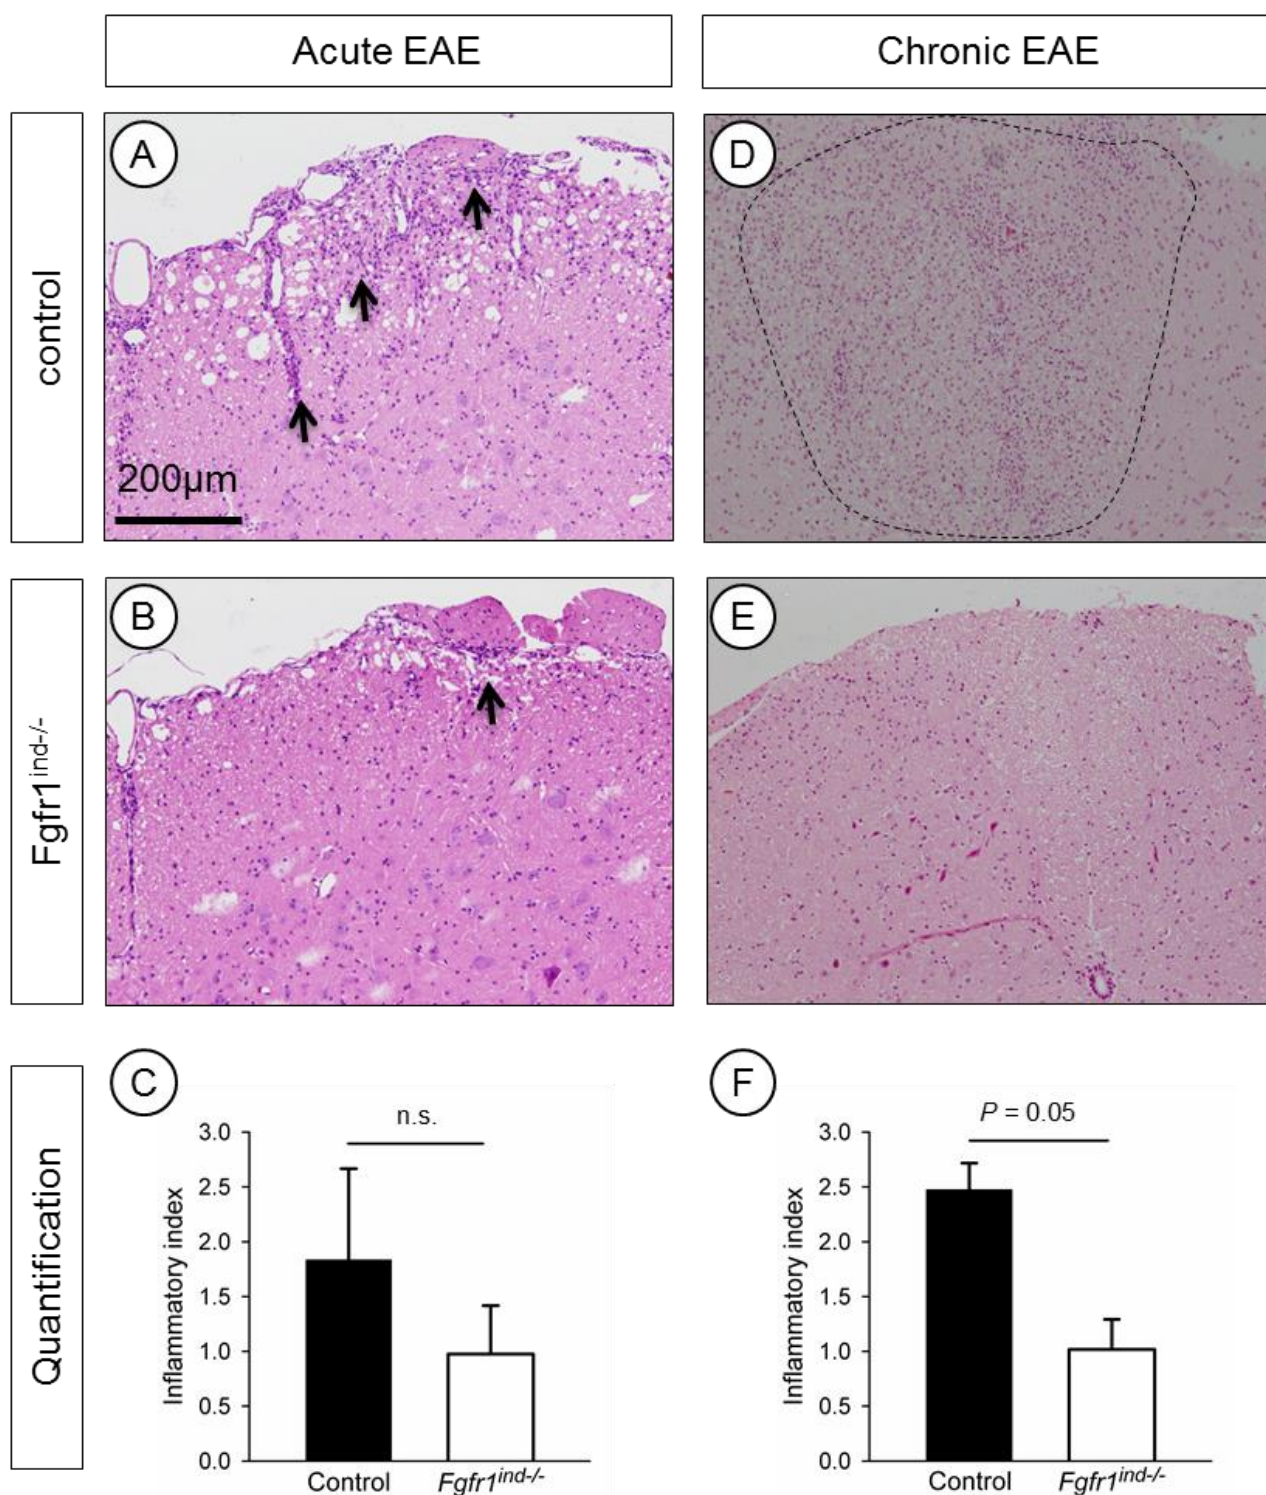 Acute EAE
Chronic EAE
control
A
200µm
D
Fgfr1ind-/-
B
E
Quantification
C
n.s.
Inflammatory index
3.0
2.5
2.0
1.5
1.0
0.5
0.0
Control
Fgfr1ind-/-
F
P = 0.05
Inflammatory index
3.0
2.5
2.0
1.5
1.0
0.5
0.0
Control
Fgfr1ind-/-